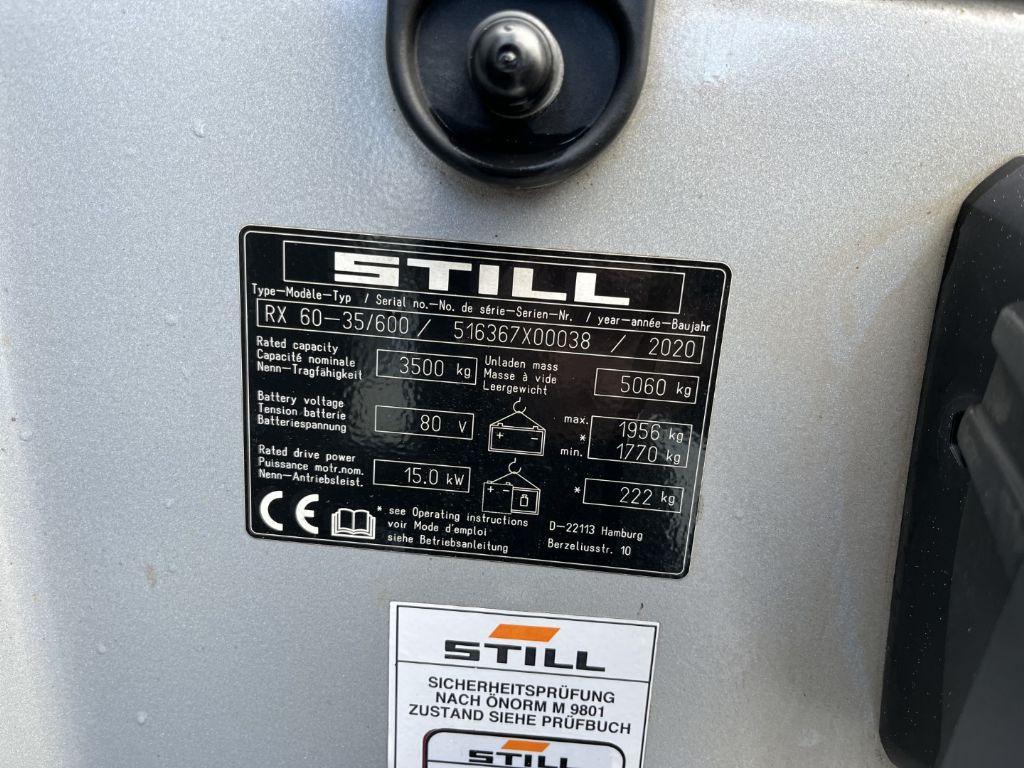 STILL
Type-Modèle-Typ / Serial no.-No. de série-Serien-Nr. / year-année-Baujahr
RX 60-35/600 / 516367X00038 / 2020
Rated capacity
Capacité nominale
Nenn-Tragfähigkeit
3500 kg
Unladen mass
Masse à vide
Leergewicht
5060 kg
Battery voltage
Tension batterie
Batteriespannung
80 V
+ -
max.
*
min.
1956 kg
1770 kg
Rated drive power
Puissance motr.nom.
Nenn-Antriebsleist.
15.0 kW
+ -
* 222 kg
CE
* see Operating instructions
voir Mode d'emploi
siehe Betriebsanleitung
D-22113 Hamburg
Berzeliusstr. 10
STILL
SICHERHEITSPRÜFUNG
NACH ÖNORM M 9801
ZUSTAND SIEHE PRÜFBUCH
STILL